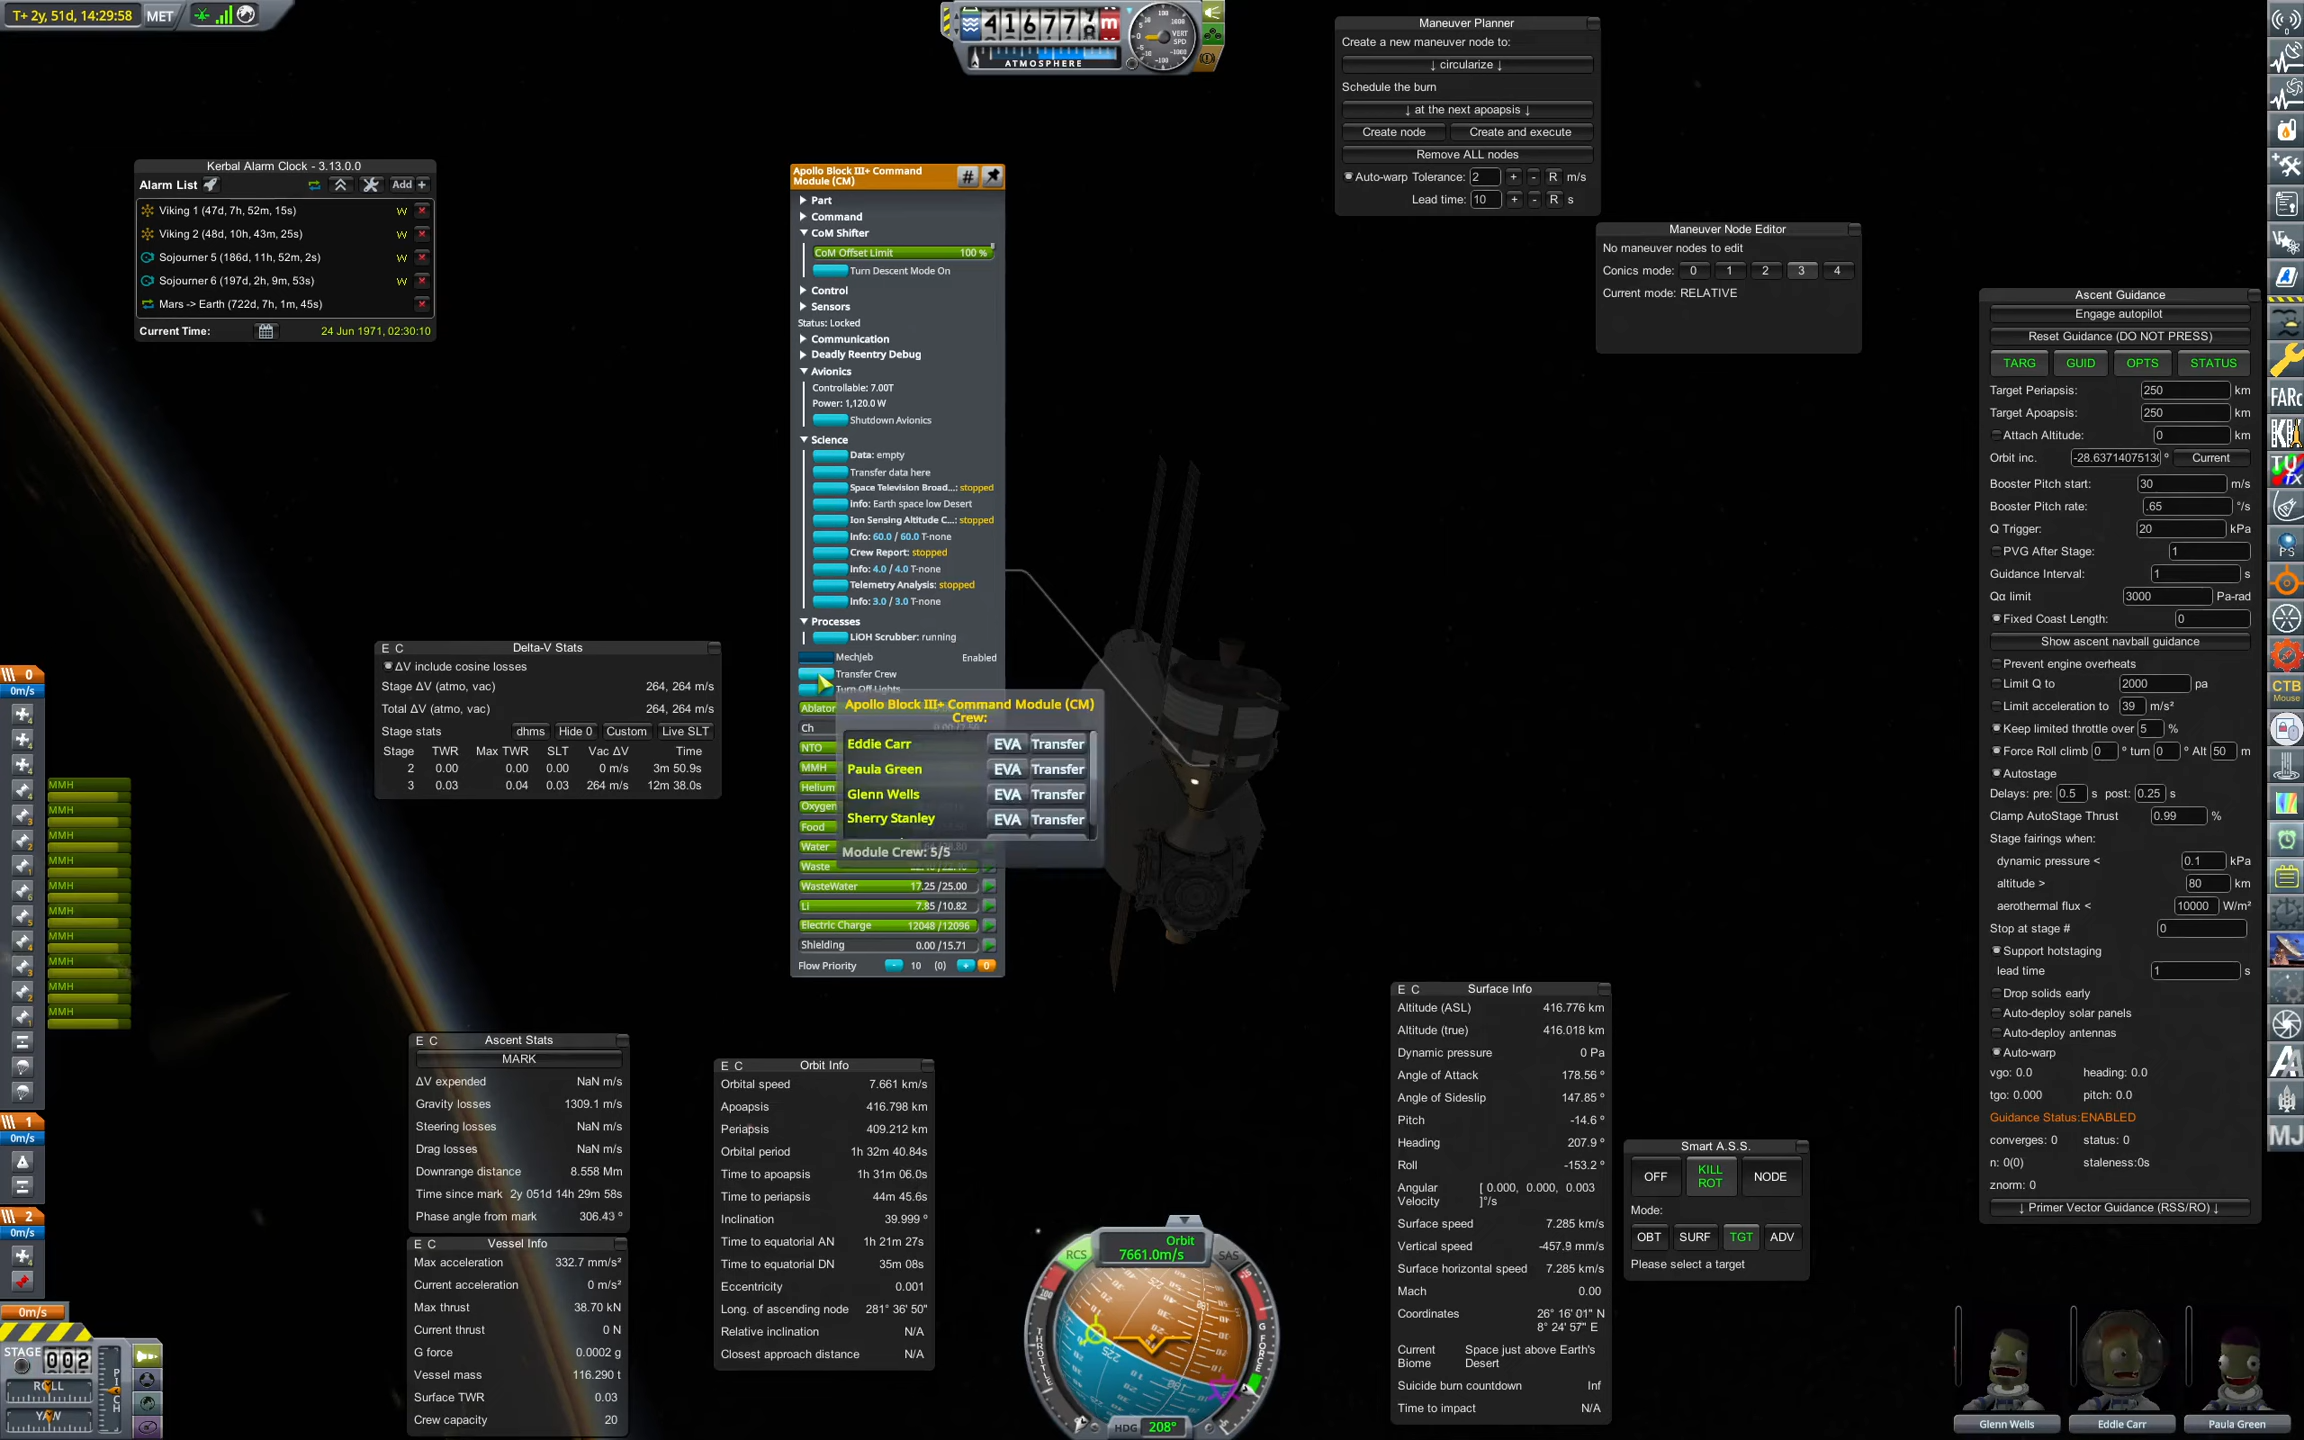 T+ 2y, 51d, 14:29:58 MET
ATMOSPHERE
VERT SPD
Kerbal Alarm Clock - 3.13.0.0
Alarm List Add +
Viking 1 (47d, 7h, 52m, 15s)
Viking 2 (48d, 10h, 43m, 25s)
Sojourner 5 (186d, 11h, 52m, 2s)
Sojourner 6 (197d, 2h, 9m, 53s)
Mars -> Earth (722d, 7h, 1m, 45s)
Current Time: 24 Jun 1971, 02:30:10
Apollo Block III+ Command Module (CM) #
Part
Command
CoM Shifter
CoM Offset Limit 100 %
Turn Descent Mode On
Control
Sensors
Status: Locked
Communication
Deadly Reentry Debug
Avionics
Controllable: 7.00T
Power: 1,120.0 W
Shutdown Avionics
Science
Data: empty
Transfer data here
Space Television Broad...: stopped
Info: Earth space low Desert
Ion Sensing Altitude C...: stopped
Info: 60.0 / 60.0 T-none
Crew Report: stopped
Info: 4.0 / 4.0 T-none
Telemetry Analysis: stopped
Info: 3.0 / 3.0 T-none
Processes
LiOH Scrubber: running
MechJeb Enabled
Transfer Crew
Turn Off Lights
Ablator
NTO
MMH
Helium
Oxygen
Food
Water
Waste
WasteWater 17.25 /25.00
Li 7.85 /10.82
Electric Charge 12048 /12096
Shielding 0.00 /15.71
Flow Priority - 10 (0) + 0
Apollo Block III+ Command Module (CM)
Crew:
Eddie Carr EVA Transfer
Paula Green EVA Transfer
Glenn Wells EVA Transfer
Sherry Stanley EVA Transfer
Module Crew: 5/5
Maneuver Planner
Create a new maneuver node to:
↓ circularize ↓
Schedule the burn
↓ at the next apoapsis ↓
Create node Create and execute
Remove ALL nodes
Auto-warp Tolerance: 2 + - R m/s
Lead time: 10 + - R s
Maneuver Node Editor
No maneuver nodes to edit
Conics mode: 0 1 2 3 4
Current mode: RELATIVE
Ascent Guidance
Engage autopilot
Reset Guidance (DO NOT PRESS)
TARG GUID OPTS STATUS
Target Periapsis: 250 km
Target Apoapsis: 250 km
Attach Altitude: 0 km
Orbit inc. -28.6371407513( ° Current
Booster Pitch start: 30 m/s
Booster Pitch rate: .65 °/s
Q Trigger: 20 kPa
PVG After Stage: 1
Guidance Interval: 1 s
Qα limit 3000 Pa-rad
Fixed Coast Length: 0
Show ascent navball guidance
Prevent engine overheats
Limit Q to 2000 pa
Limit acceleration to 39 m/s²
Keep limited throttle over 5 %
Force Roll climb 0 ° turn 0 ° Alt 50 m
Autostage
Delays: pre: 0.5 s post: 0.25 s
Clamp AutoStage Thrust 0.99 %
Stage fairings when:
dynamic pressure < 0.1 kPa
altitude > 80 km
aerothermal flux < 10000 W/m²
Stop at stage # 0
Support hotstaging
lead time 1 s
Drop solids early
Auto-deploy solar panels
Auto-deploy antennas
Auto-warp
vgo: 0.0 heading: 0.0
tgo: 0.000 pitch: 0.0
Guidance Status:ENABLED
converges: 0 status: 0
n: 0(0) staleness:0s
znorm: 0
↓ Primer Vector Guidance (RSS/RO) ↓
E C Delta-V Stats
ΔV include cosine losses
Stage ΔV (atmo, vac) 264, 264 m/s
Total ΔV (atmo, vac) 264, 264 m/s
Stage stats dhms Hide 0 Custom Live SLT
Stage TWR Max TWR SLT Vac ΔV Time
2 0.00 0.00 0.00 0 m/s 3m 50.9s
3 0.03 0.04 0.03 264 m/s 12m 38.0s
0
0m/s
MMH
MMH
MMH
MMH
MMH
MMH
MMH
MMH
MMH
MMH
1
0m/s
2
0m/s
0m/s
STAGE 002
ROLL
YAW
PITCH
E C Ascent Stats
MARK
ΔV expended NaN m/s
Gravity losses 1309.1 m/s
Steering losses NaN m/s
Drag losses NaN m/s
Downrange distance 8.558 Mm
Time since mark 2y 051d 14h 29m 58s
Phase angle from mark 306.43 °
E C Vessel Info
Max acceleration 332.7 mm/s²
Current acceleration 0 m/s²
Max thrust 38.70 kN
Current thrust 0 N
G force 0.0002 g
Vessel mass 116.290 t
Surface TWR 0.03
Crew capacity 20
E C Orbit Info
Orbital speed 7.661 km/s
Apoapsis 416.798 km
Periapsis 409.212 km
Orbital period 1h 32m 40.84s
Time to apoapsis 1h 31m 06.0s
Time to periapsis 44m 45.6s
Inclination 39.999 °
Time to equatorial AN 1h 21m 27s
Time to equatorial DN 35m 08s
Eccentricity 0.001
Long. of ascending node 281° 36' 50"
Relative inclination N/A
Closest approach distance N/A
RCS Orbit SAS
7661.0m/s
THROTTLE
G FORCE
HDG 208°
E C Surface Info
Altitude (ASL) 416.776 km
Altitude (true) 416.018 km
Dynamic pressure 0 Pa
Angle of Attack 178.56 °
Angle of Sideslip 147.85 °
Pitch -14.6 °
Heading 207.9 °
Roll -153.2 °
Angular Velocity [ 0.000, 0.000, 0.003 ]°/s
Surface speed 7.285 km/s
Vertical speed -457.9 mm/s
Surface horizontal speed 7.285 km/s
Mach 0.00
Coordinates 26° 16' 01" N
8° 24' 57" E
Current Biome Space just above Earth's Desert
Suicide burn countdown Inf
Time to impact N/A
Smart A.S.S.
OFF KILL ROT NODE
Mode:
OBT SURF TGT ADV
Please select a target
FARc
PS
CTB
Mouse
MJ
Glenn Wells Eddie Carr Paula Green